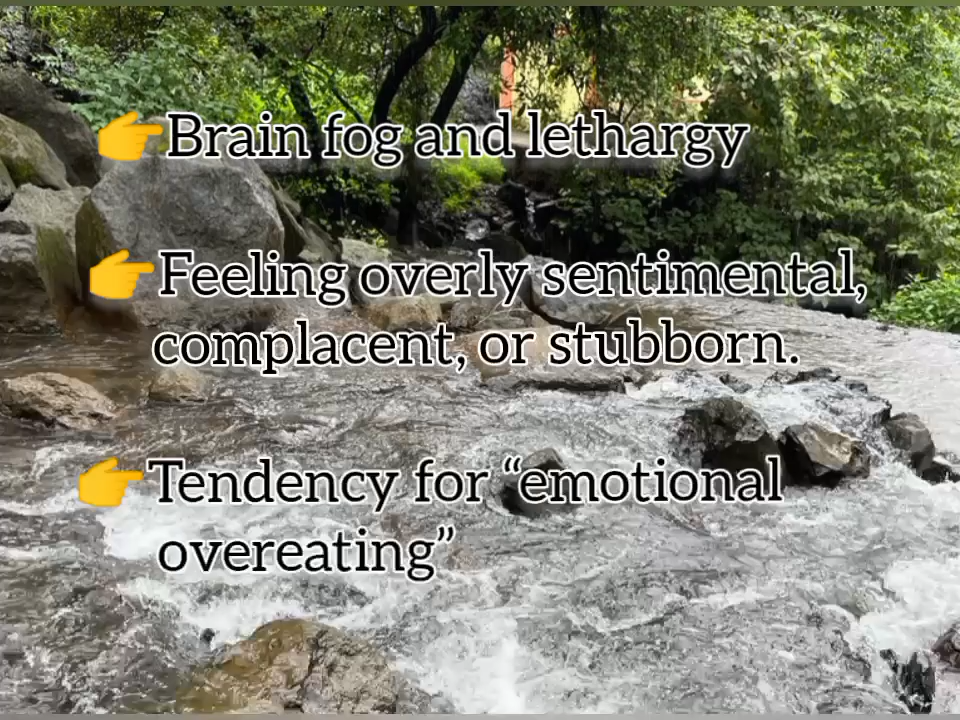 👉Brain fog and lethargy
👉Feeling overly sentimental,
complacent, or stubborn.
👉Tendency for “emotional
overeating”